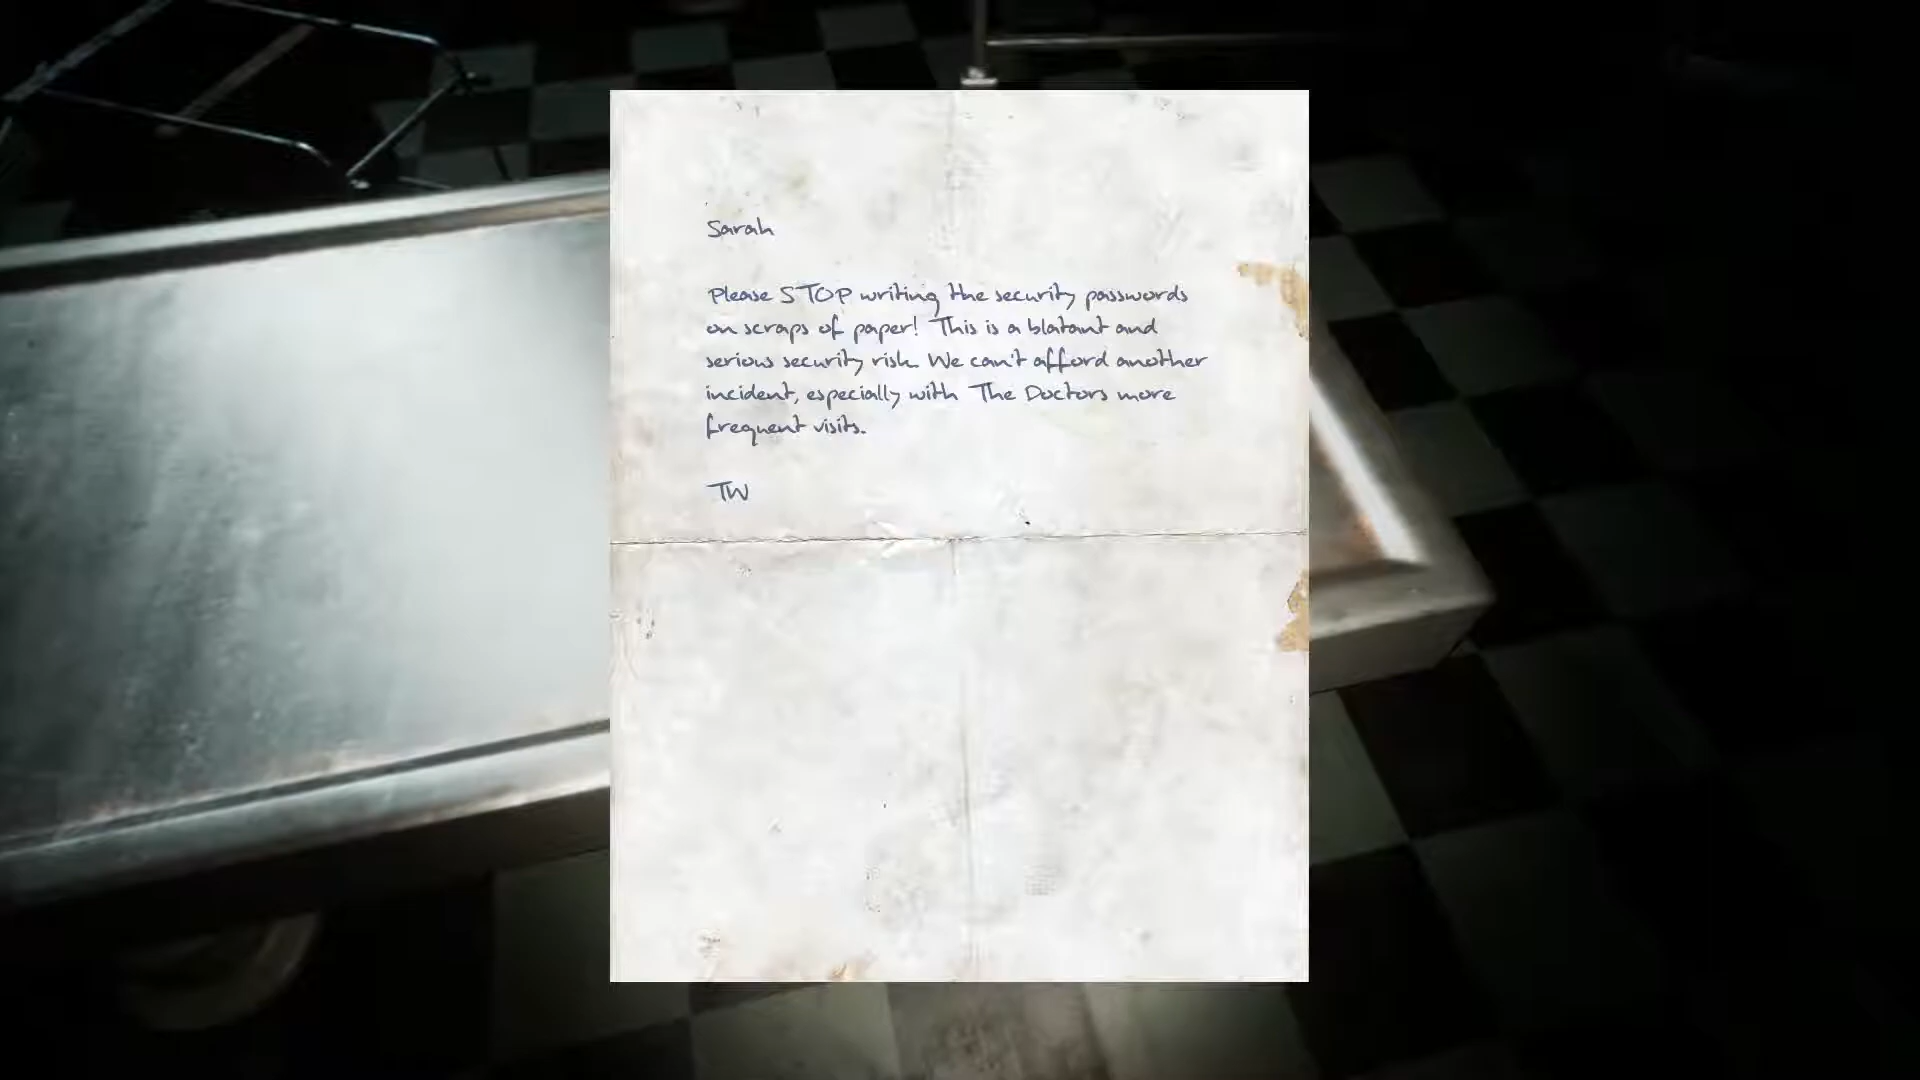 Sarah
Please STOP writing the security passwords
on scraps of paper! This is a blatant and
serious security risk. We can't afford another
incident, especially with The Doctors more
frequent visits.
TW